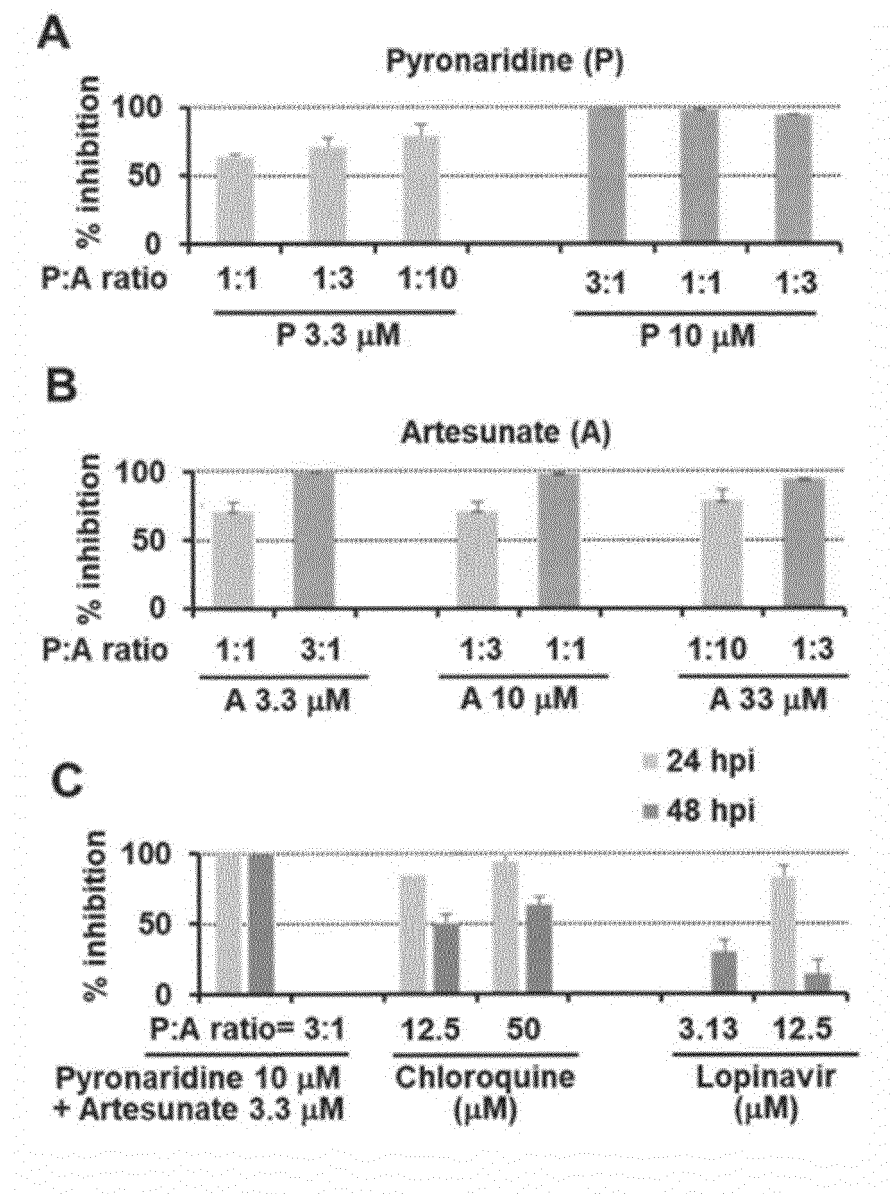 A
Pyronaridine (P)
% inhibition
100
50
0
P:A ratio 1:1 1:3 1:10 3:1 1:1 1:3
P 3.3 µM P 10 µM
B
Artesunate (A)
% inhibition
100
50
0
P:A ratio 1:1 3:1 1:3 1:1 1:10 1:3
A 3.3 µM A 10 µM A 33 µM
C
24 hpi
48 hpi
% inhibition
100
50
0
P:A ratio= 3:1 12.5 50 3.13 12.5
Pyronaridine 10 µM Chloroquine Lopinavir
+ Artesunate 3.3 µM (µM) (µM)